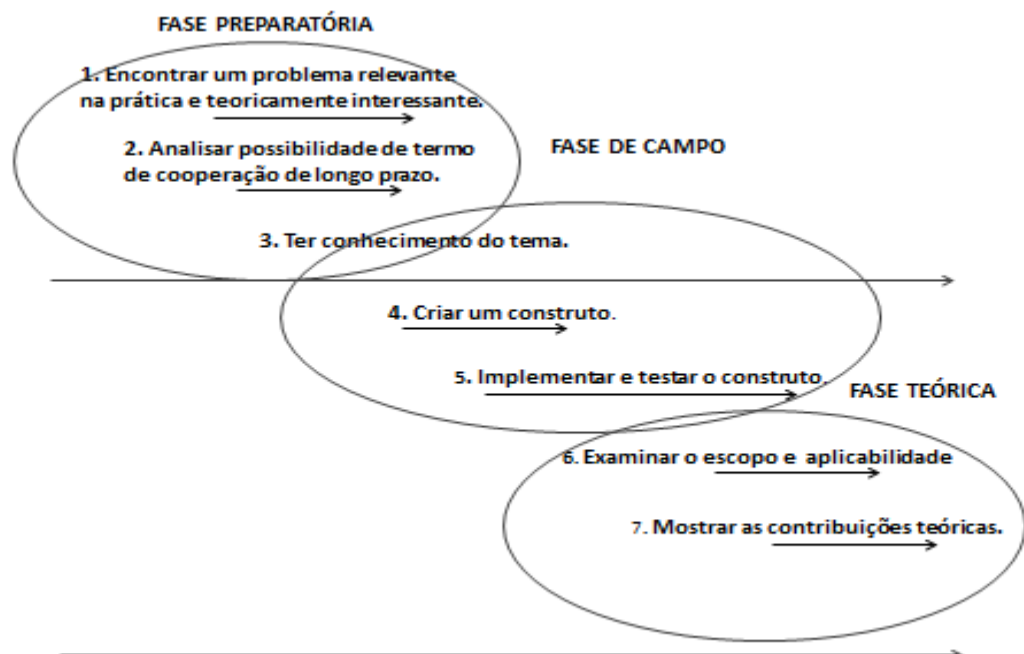 FASE PREPARATÓRIA
1. Encontrar um problema relevante
na prática e teoricamente interessante.
2. Analisar possibilidade de termo
de cooperação de longo prazo.
FASE DE CAMPO
3. Ter conhecimento do tema.
4. Criar um construto.
5. Implementar e testar o construto.
FASE TEÓRICA
6. Examinar o escopo e aplicabilidade
7. Mostrar as contribuições teóricas.